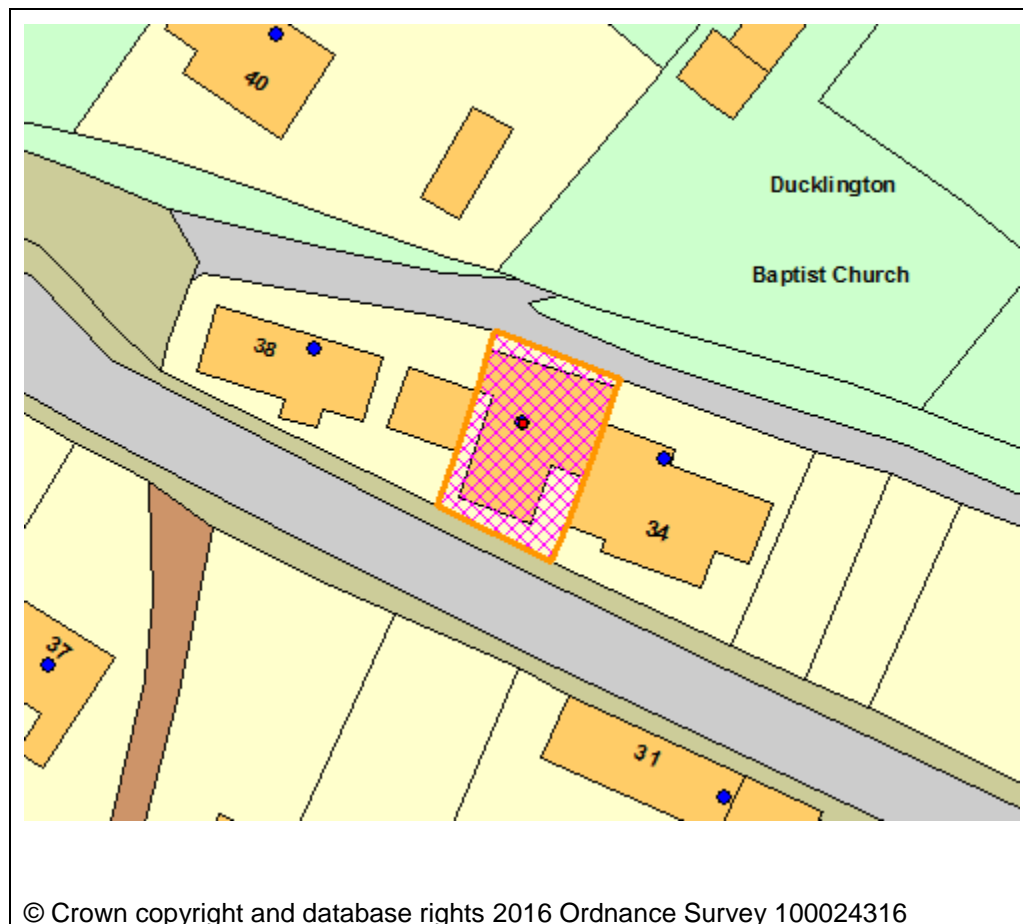 40
Ducklington
Baptist Church
38
34
37
31
© Crown copyright and database rights 2016 Ordnance Survey 100024316